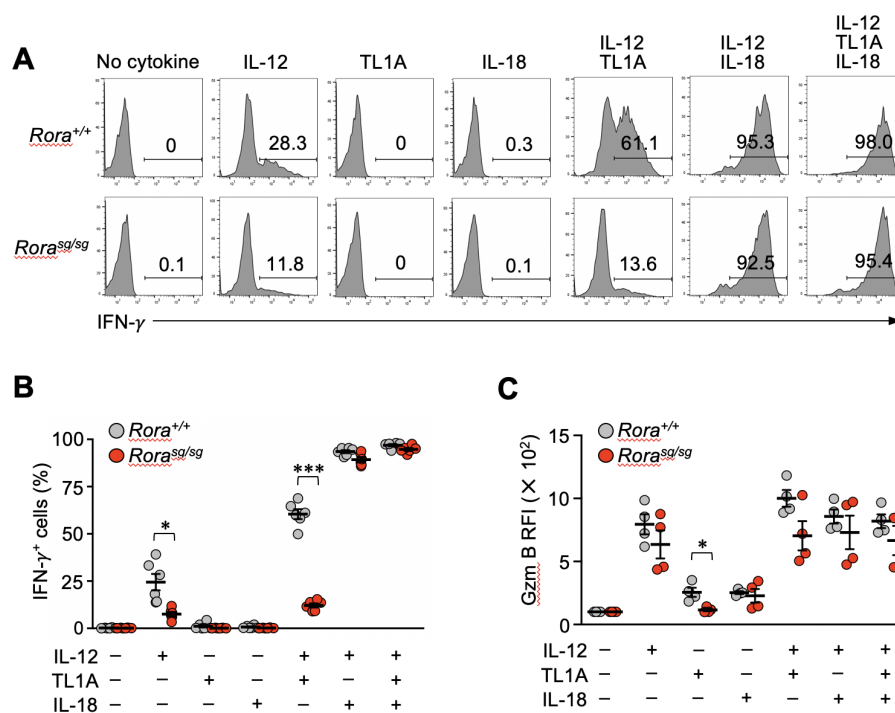 A
No cytokine IL-12 TL1A IL-18 IL-12 TL1A IL-12 IL-18 IL-12 TL1A IL-18
Rora+/+ 0 28.3 0 0.3 61.1 95.3 98.0
Rorasg/sg 0.1 11.8 0 0.1 13.6 92.5 95.4
IFN-γ
B
Rora+/+
Rorasg/sg
IFN-γ+ cells (%)
100
75
50
25
0
* ***
IL-12 – + – – + + +
TL1A – – + – + – +
IL-18 – – – + – + +
C
Rora+/+
Rorasg/sg
Gzm B RFI (× 102)
15
10
5
0
*
IL-12 – + – – + + +
TL1A – – + – + – +
IL-18 – – – + – + +